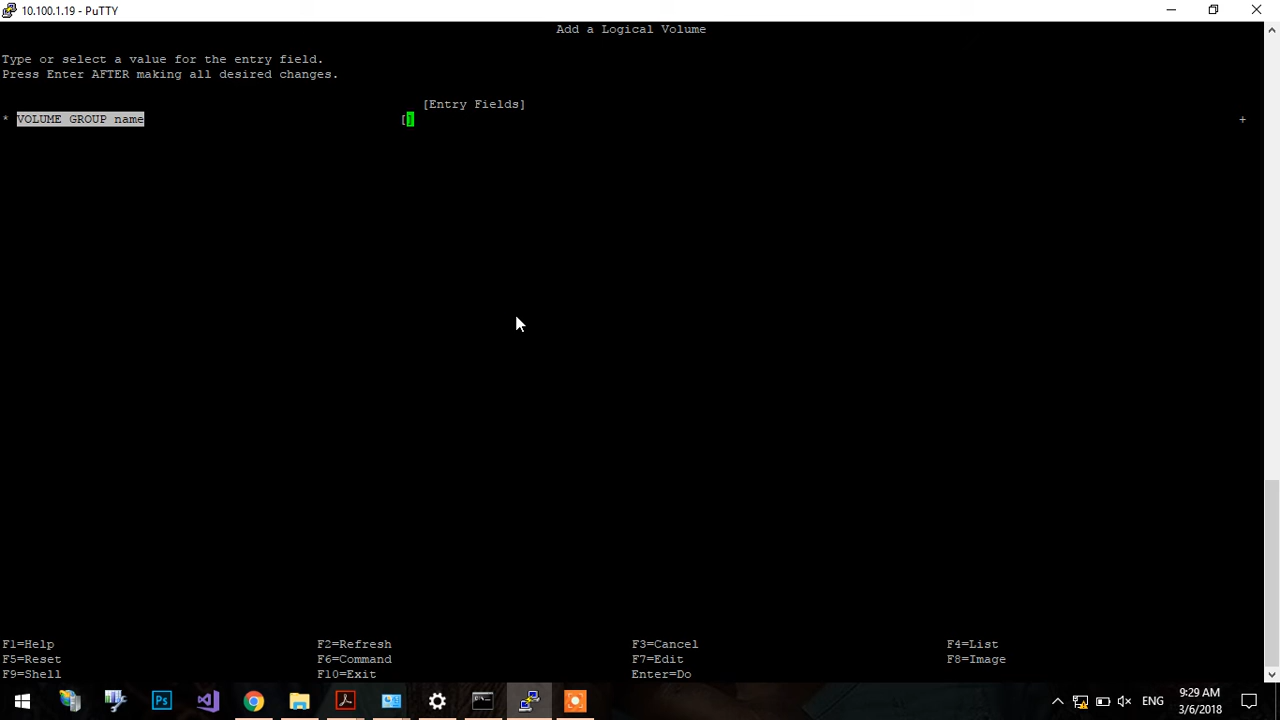 10.100.1.19 - PuTTY
Add a Logical Volume
Type or select a value for the entry field.
Press Enter AFTER making all desired changes.
[Entry Fields]
* VOLUME GROUP name [] +
F1=Help F2=Refresh F3=Cancel F4=List
F5=Reset F6=Command F7=Edit F8=Image
F9=Shell F10=Exit Enter=Do
Ps
ENG
9:29 AM
3/6/2018